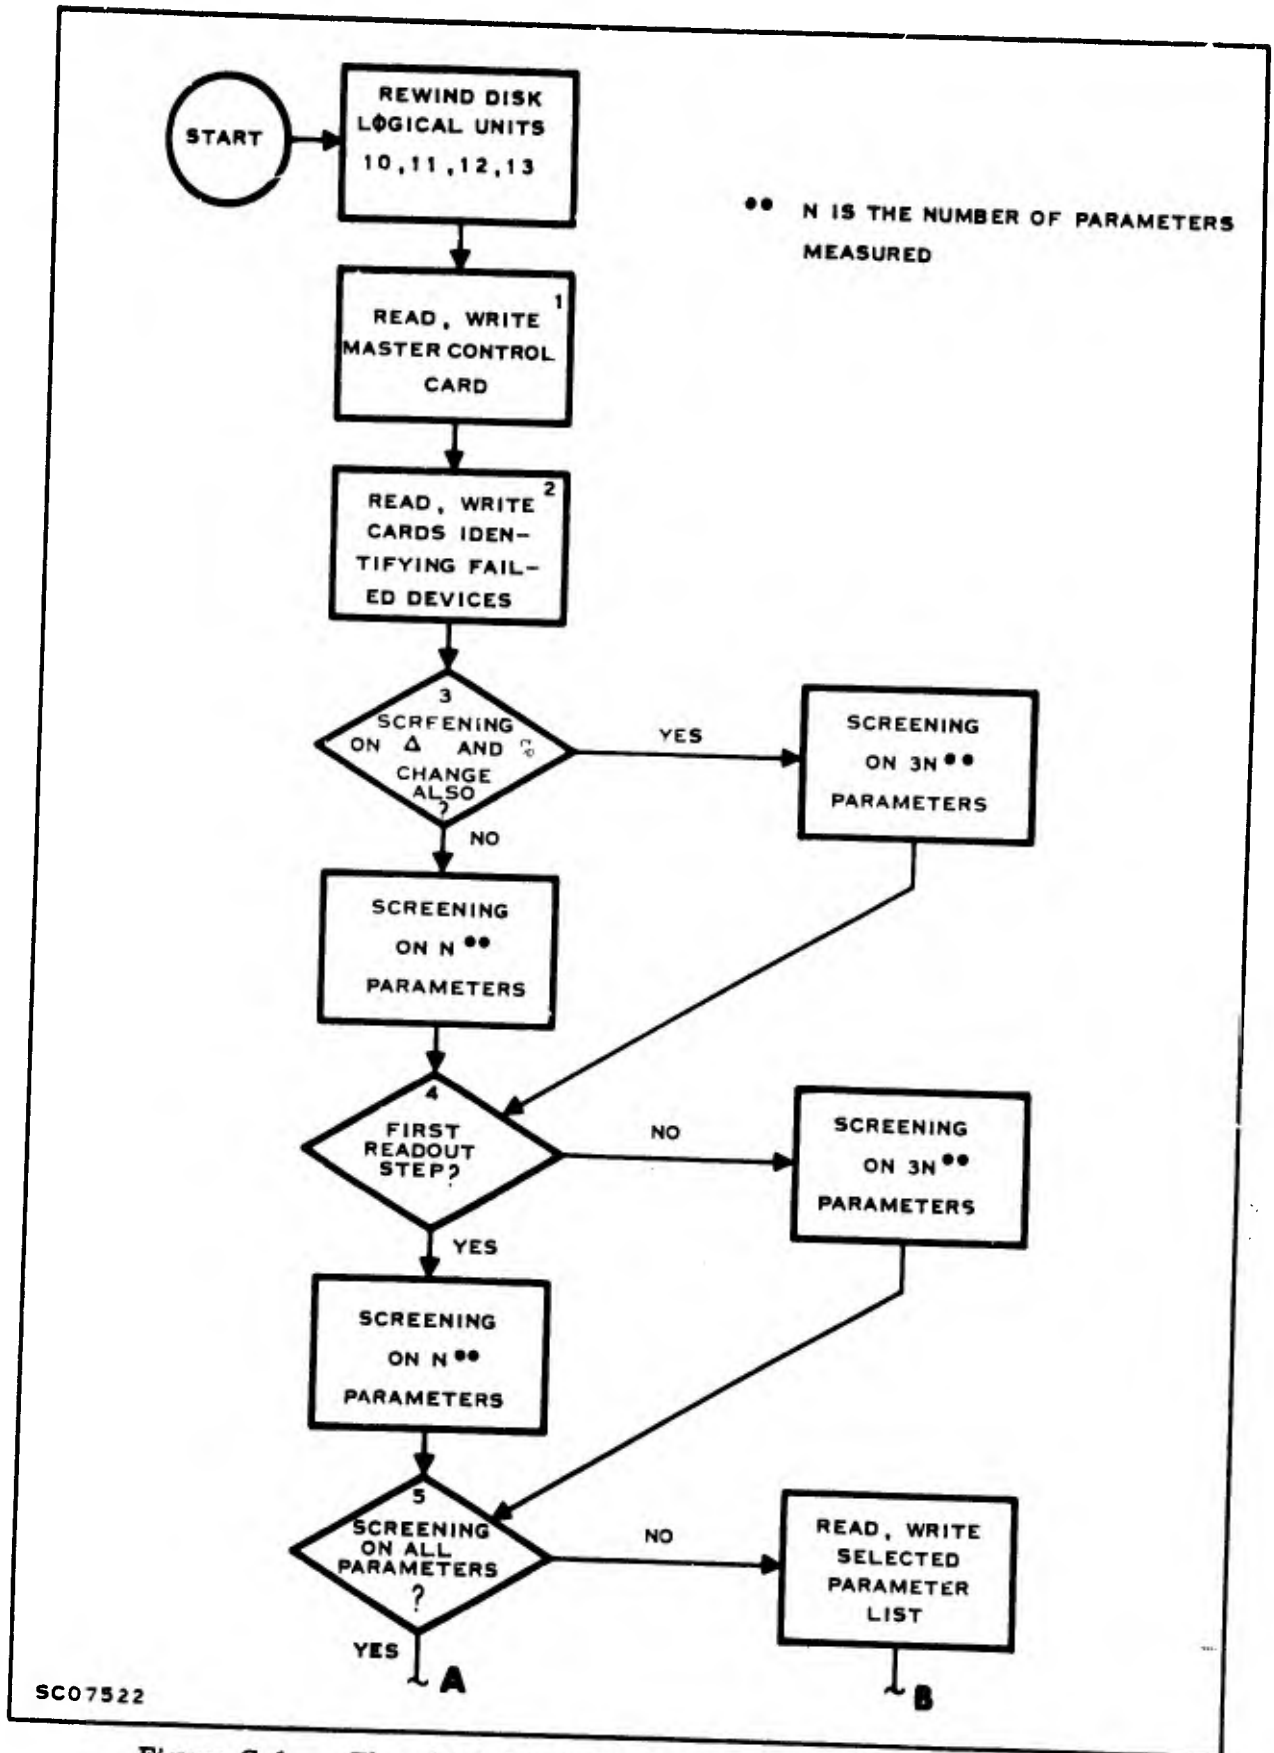 START
REWIND DISK
LØGICAL UNITS
10,11,12,13
•• N IS THE NUMBER OF PARAMETERS
MEASURED
1
READ, WRITE
MASTER CONTROL
CARD
2
READ, WRITE
CARDS IDEN-
TIFYING FAIL-
ED DEVICES
3
SCREENING
ON Δ AND
CHANGE
ALSO
?
YES
SCREENING
ON 3N••
PARAMETERS
NO
SCREENING
ON N••
PARAMETERS
4
FIRST
READOUT
STEP?
NO
SCREENING
ON 3N••
PARAMETERS
YES
SCREENING
ON N••
PARAMETERS
5
SCREENING
ON ALL
PARAMETERS
?
NO
READ, WRITE
SELECTED
PARAMETER
LIST
YES
A
B
SC07522